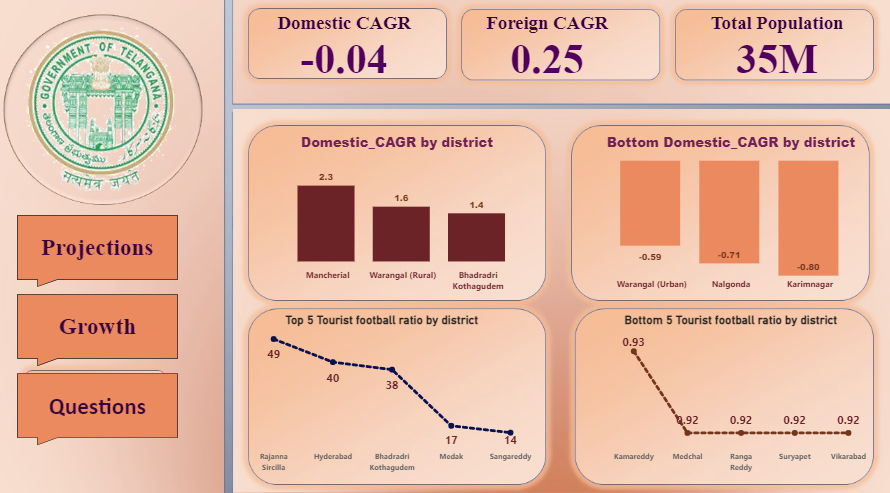 GOVERNMENT OF TELANGANA
सत्यमेव जयते
Projections
Growth
Questions
Domestic CAGR
-0.04
Foreign CAGR
0.25
Total Population
35M
Domestic_CAGR by district
2.3
1.6
1.4
Mancherial Warangal (Rural) Bhadradri
Kothagudem
Bottom Domestic_CAGR by district
-0.59
-0.71
-0.80
Warangal (Urban) Nalgonda Karimnagar
Top 5 Tourist football ratio by district
49
40
38
17
14
Rajanna Hyderabad Bhadradri Medak Sangareddy
Sircilla Kothagudem
Bottom 5 Tourist football ratio by district
0.93
0.92 0.92 0.92 0.92
Kamareddy Medchal Ranga Suryapet Vikarabad
Reddy